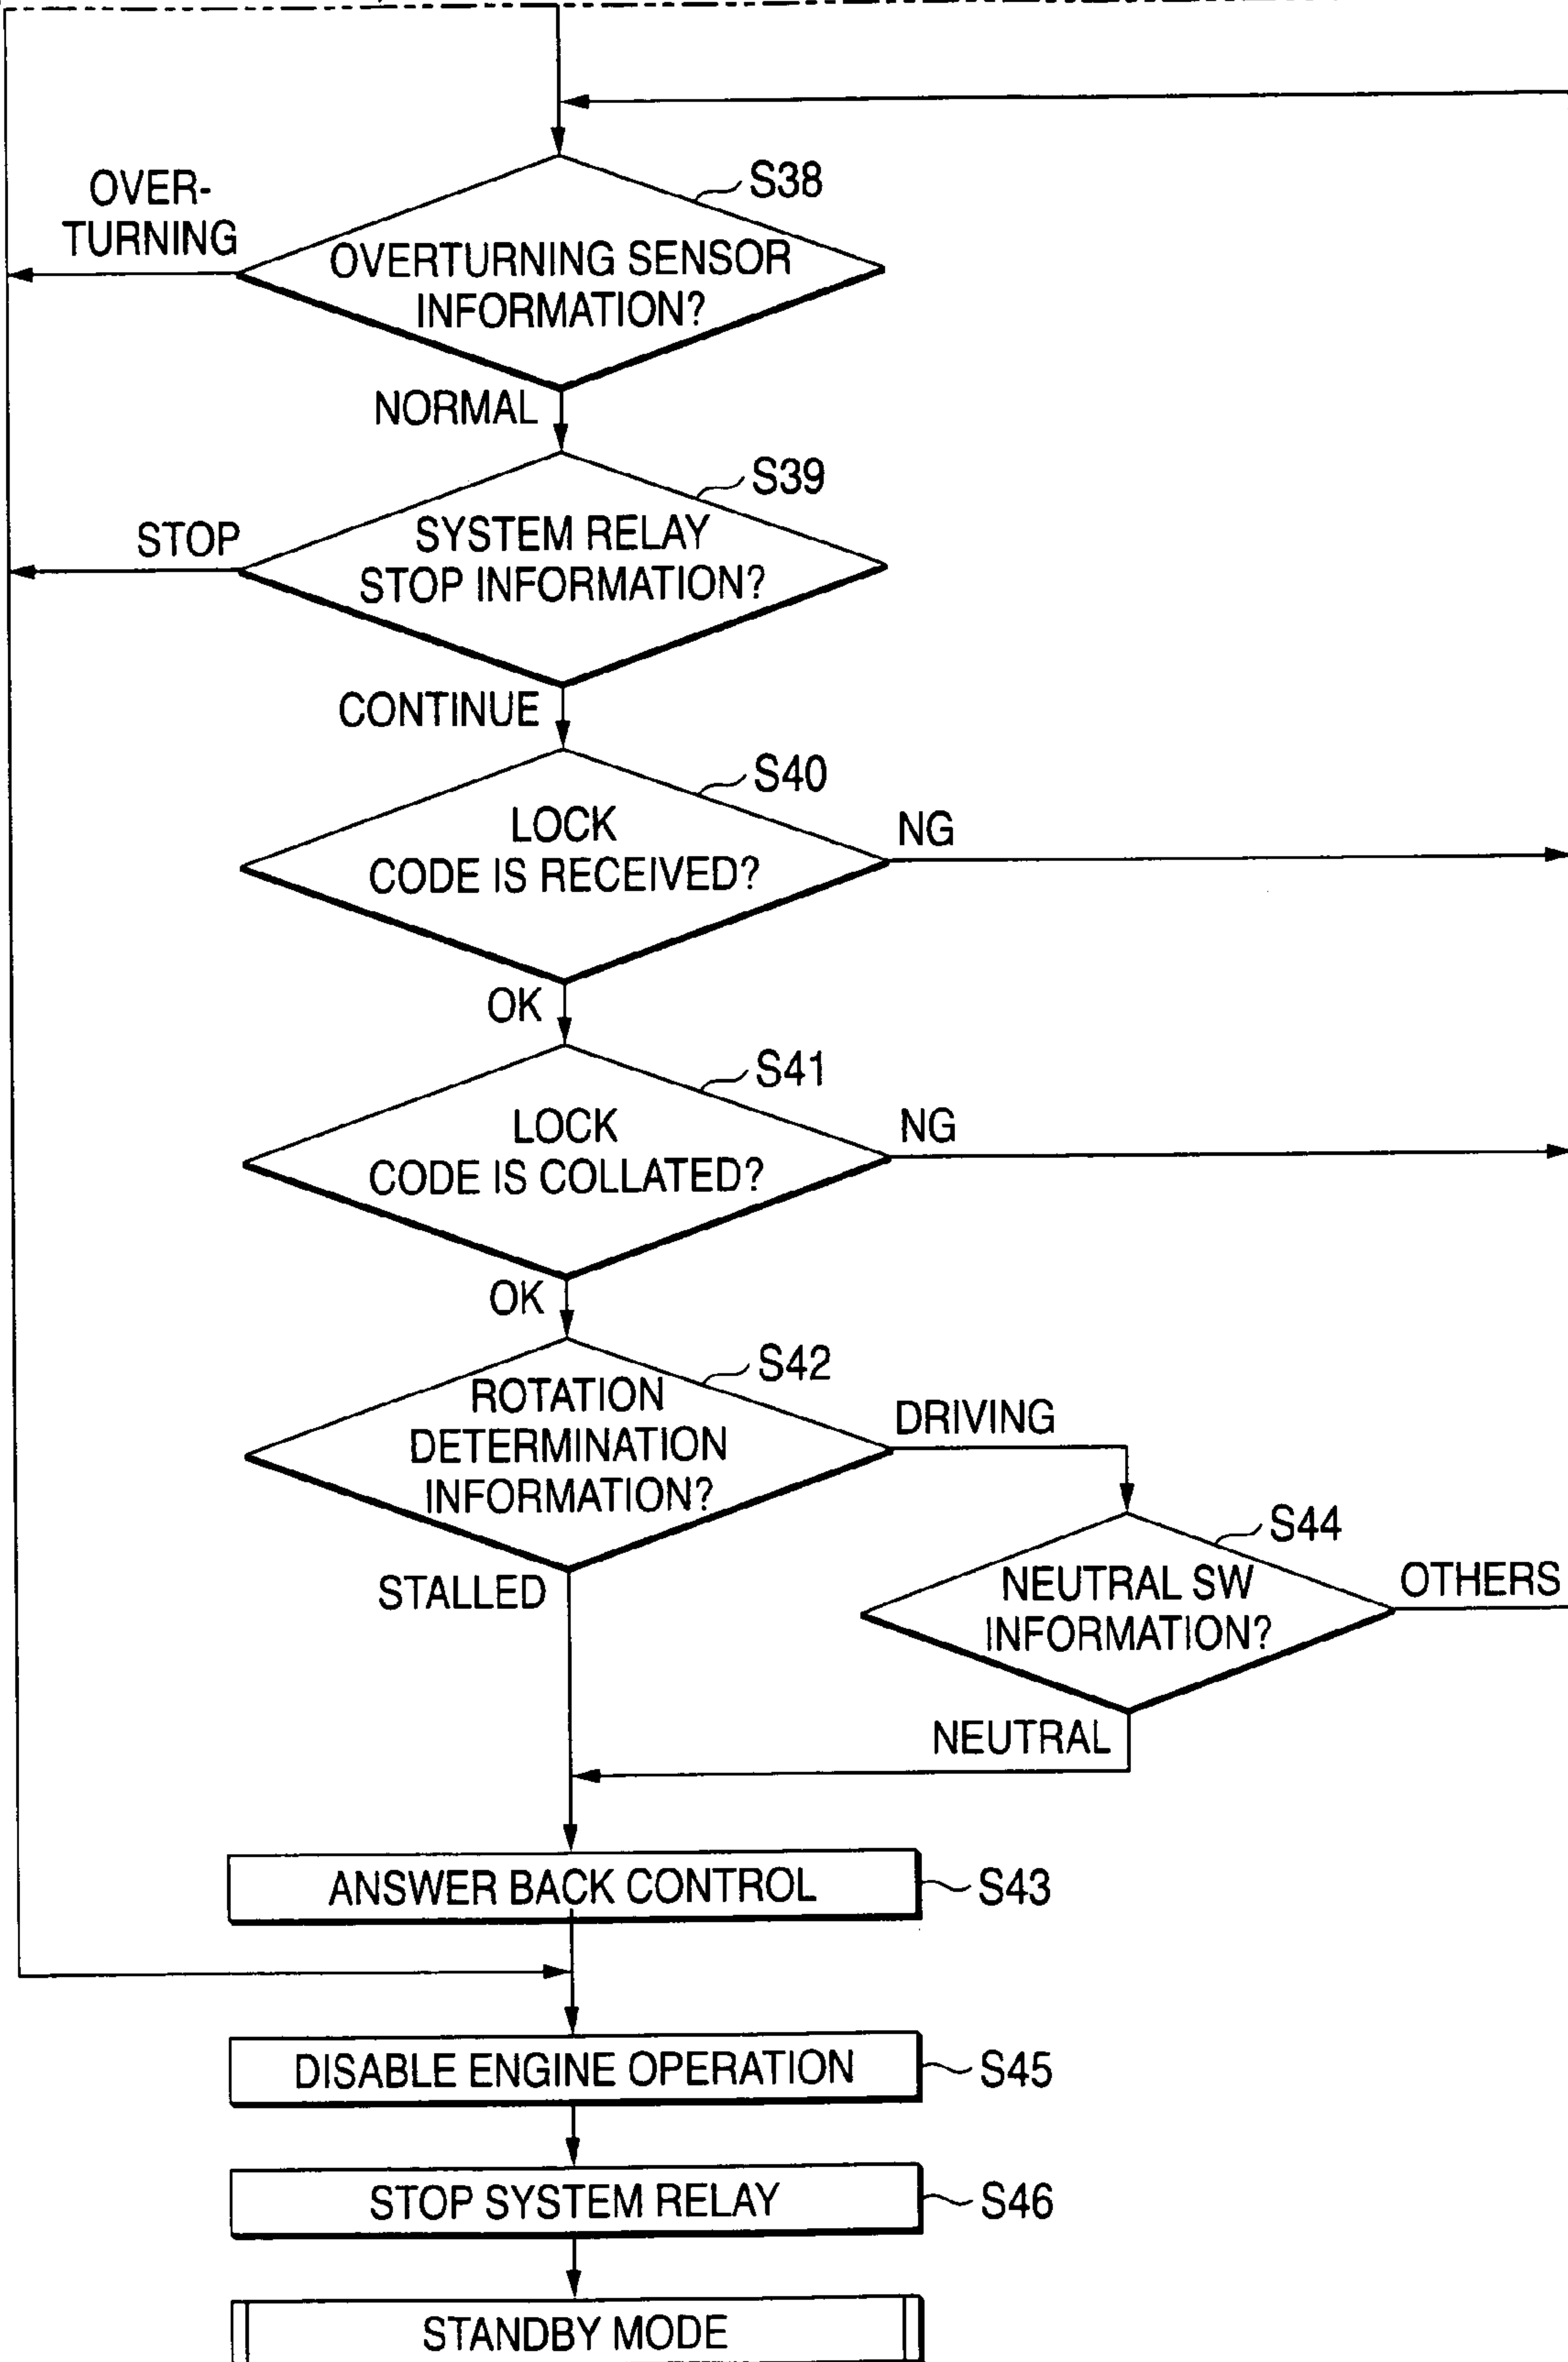 S38
OVER-
TURNING
OVERTURNING SENSOR
INFORMATION?
NORMAL
S39
STOP
SYSTEM RELAY
STOP INFORMATION?
CONTINUE
S40
LOCK
CODE IS RECEIVED?
NG
OK
S41
LOCK
CODE IS COLLATED?
NG
OK
S42
ROTATION
DETERMINATION
INFORMATION?
DRIVING
STALLED
S44
NEUTRAL SW
INFORMATION?
OTHERS
NEUTRAL
ANSWER BACK CONTROL
S43
DISABLE ENGINE OPERATION
S45
STOP SYSTEM RELAY
S46
STANDBY MODE